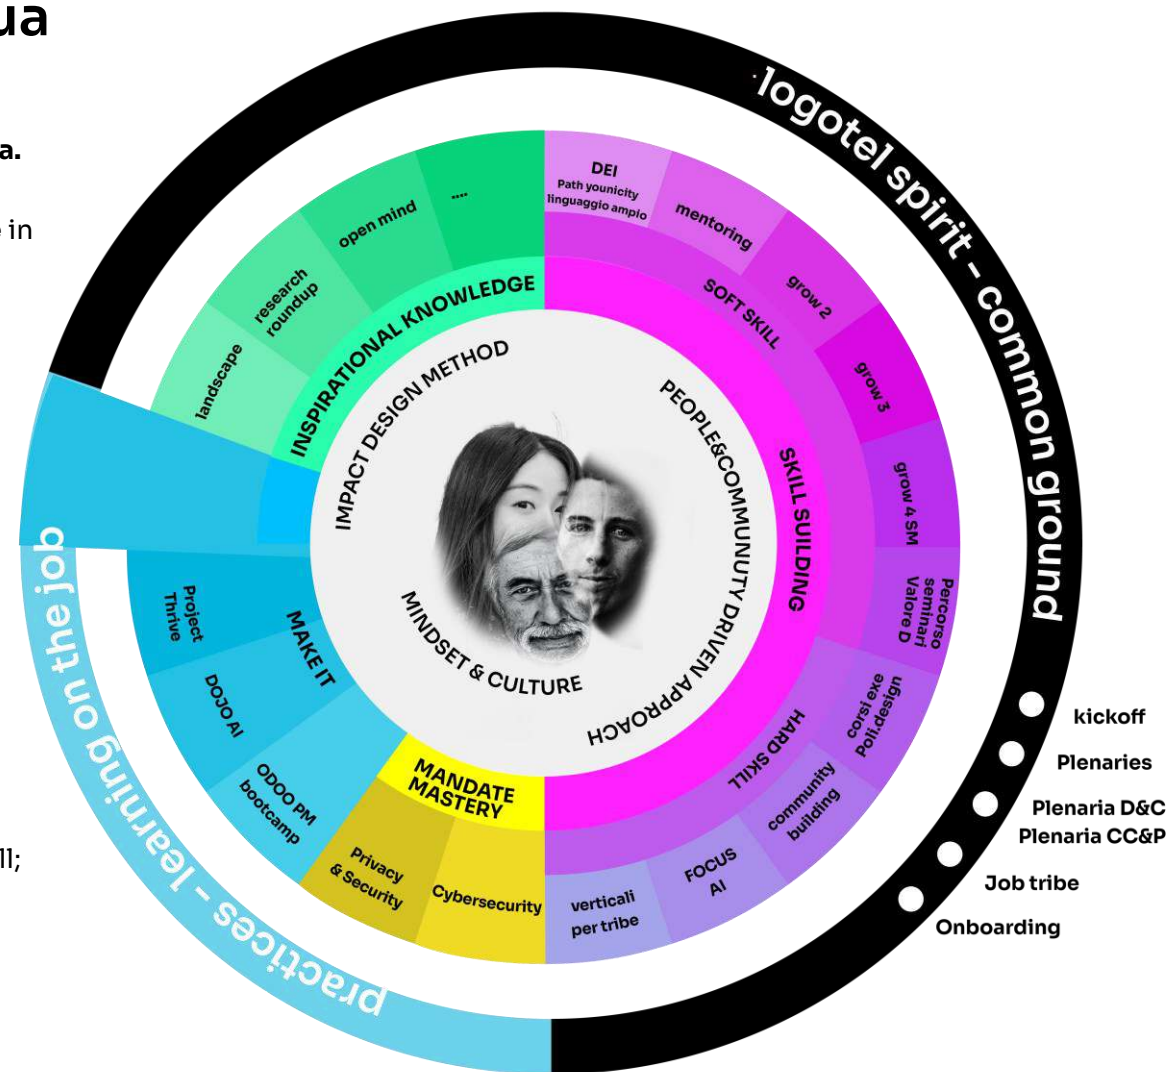 ua
a.
e in
ll;
logotel spirit - common ground
practices - learning on the job
DEI
Path younicity
linguaggio ampio
mentoring
grow 2
grow 3
grow 4 SM
Percorso
seminari
Valore D
corsi exe
Poli.design
community
building
FOCUS
AI
verticali
per tribe
SOFT SKILL
HARD SKILL
SKILL SUILDING
Cybersecurity
Privacy
& Security
MANDATE
MASTERY
ODOO PM
bootcamp
DOJO AI
Project
Thrive
MAKE IT
landscape
research
roundup
open mind
....
INSPIRATIONAL KNOWLEDGE
IMPACT DESIGN METHOD
PEOPLE&COMMUNUTY DRIVEN APPROACH
MINDSET & CULTURE
kickoff
Plenaries
Plenaria D&C
Plenaria CC&P
Job tribe
Onboarding